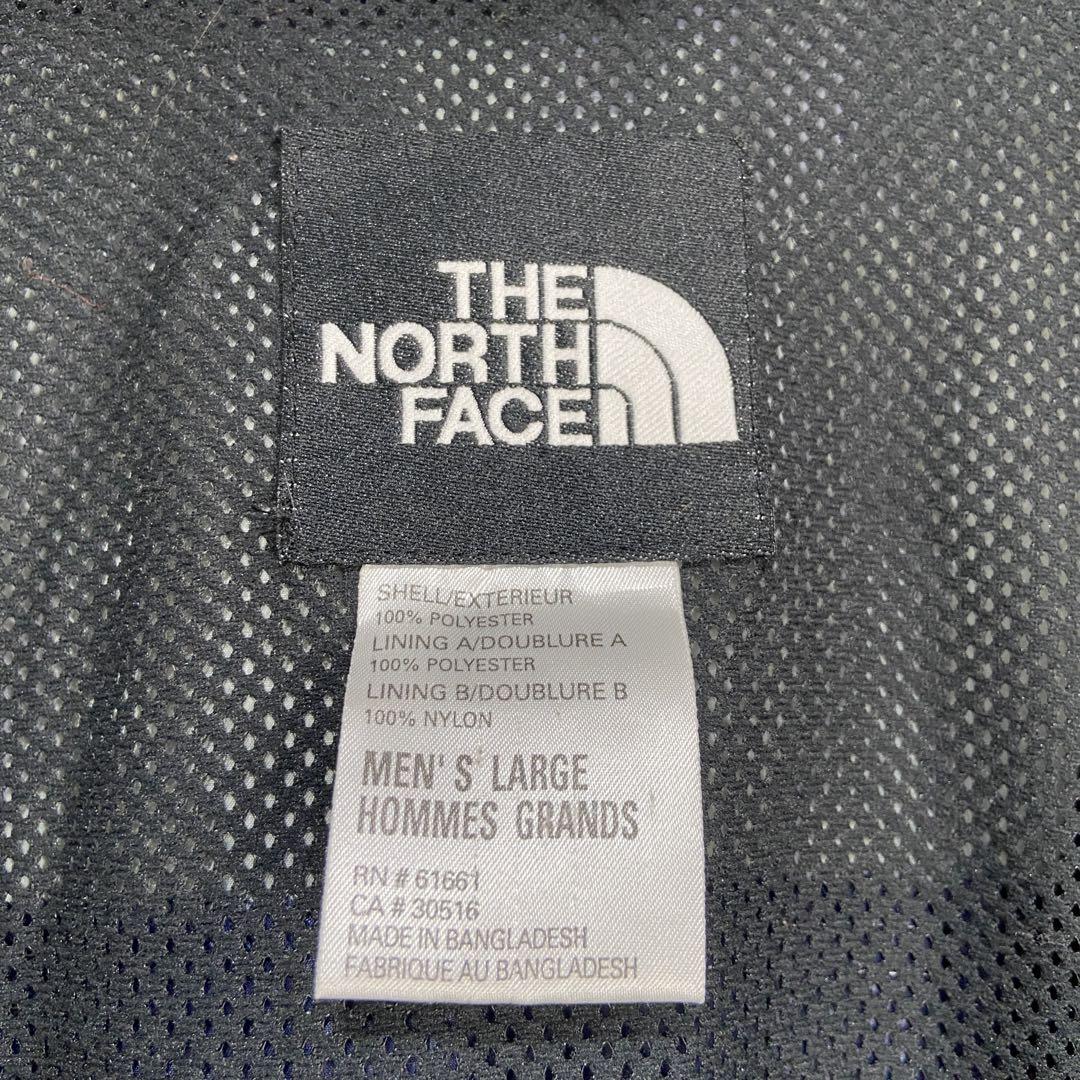 THE
NORTH
FACE
SHELL/EXTERIEUR
100% POLYESTER
LINING A/DOUBLURE A
100% POLYESTER
LINING B/DOUBLURE B
100% NYLON
MEN'S LARGE
HOMMES GRANDS
RN # 61661
CA # 30516
MADE IN BANGLADESH
FABRIQUE AU BANGLADESH